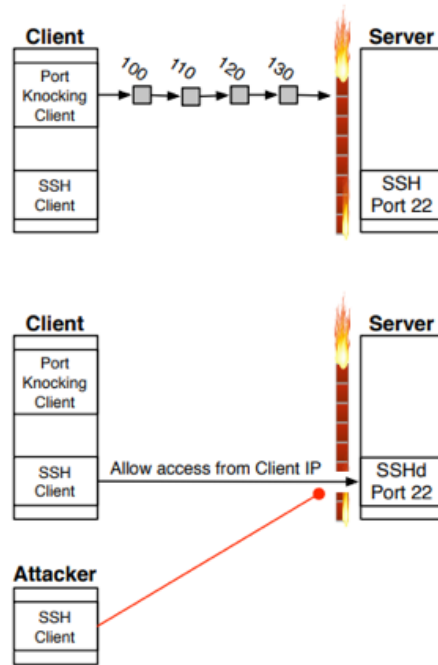 Client
Server
Port
Knocking
Client
100
110
120
130
SSH
Client
SSH
Port 22
Client
Server
Port
Knocking
Client
SSH
Client
Allow access from Client IP
SSHd
Port 22
Attacker
SSH
Client